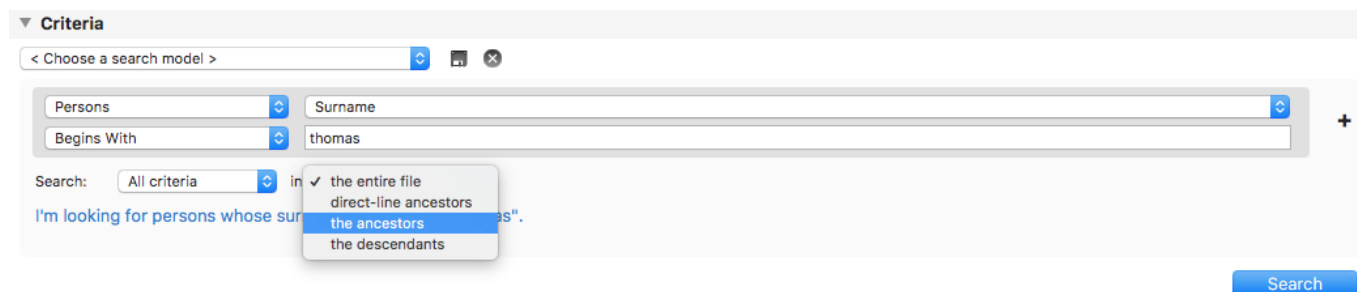 Criteria
< Choose a search model >
Persons Surname
Begins With thomas
Search: All criteria in ✓ the entire file
direct-line ancestors
I'm looking for persons whose sur the ancestors as".
the descendants
Search